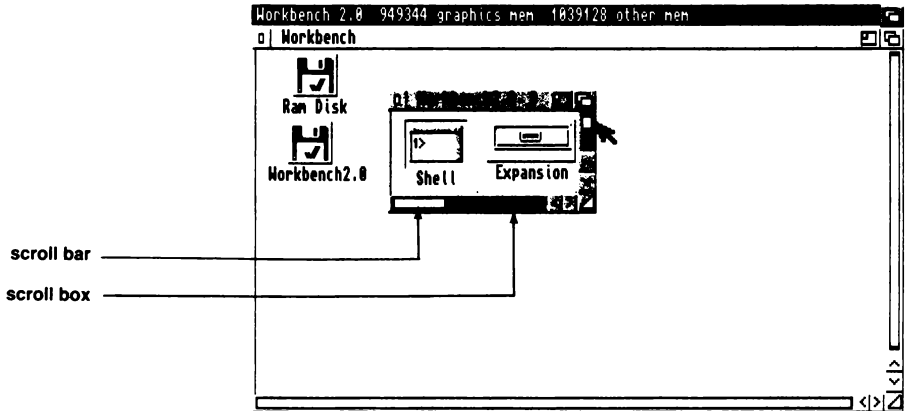 Workbench 2.0 949344 graphics mem 1039128 other mem
Workbench
Ram Disk
Workbench2.0
1>
Shell
Expansion
scroll bar
scroll box